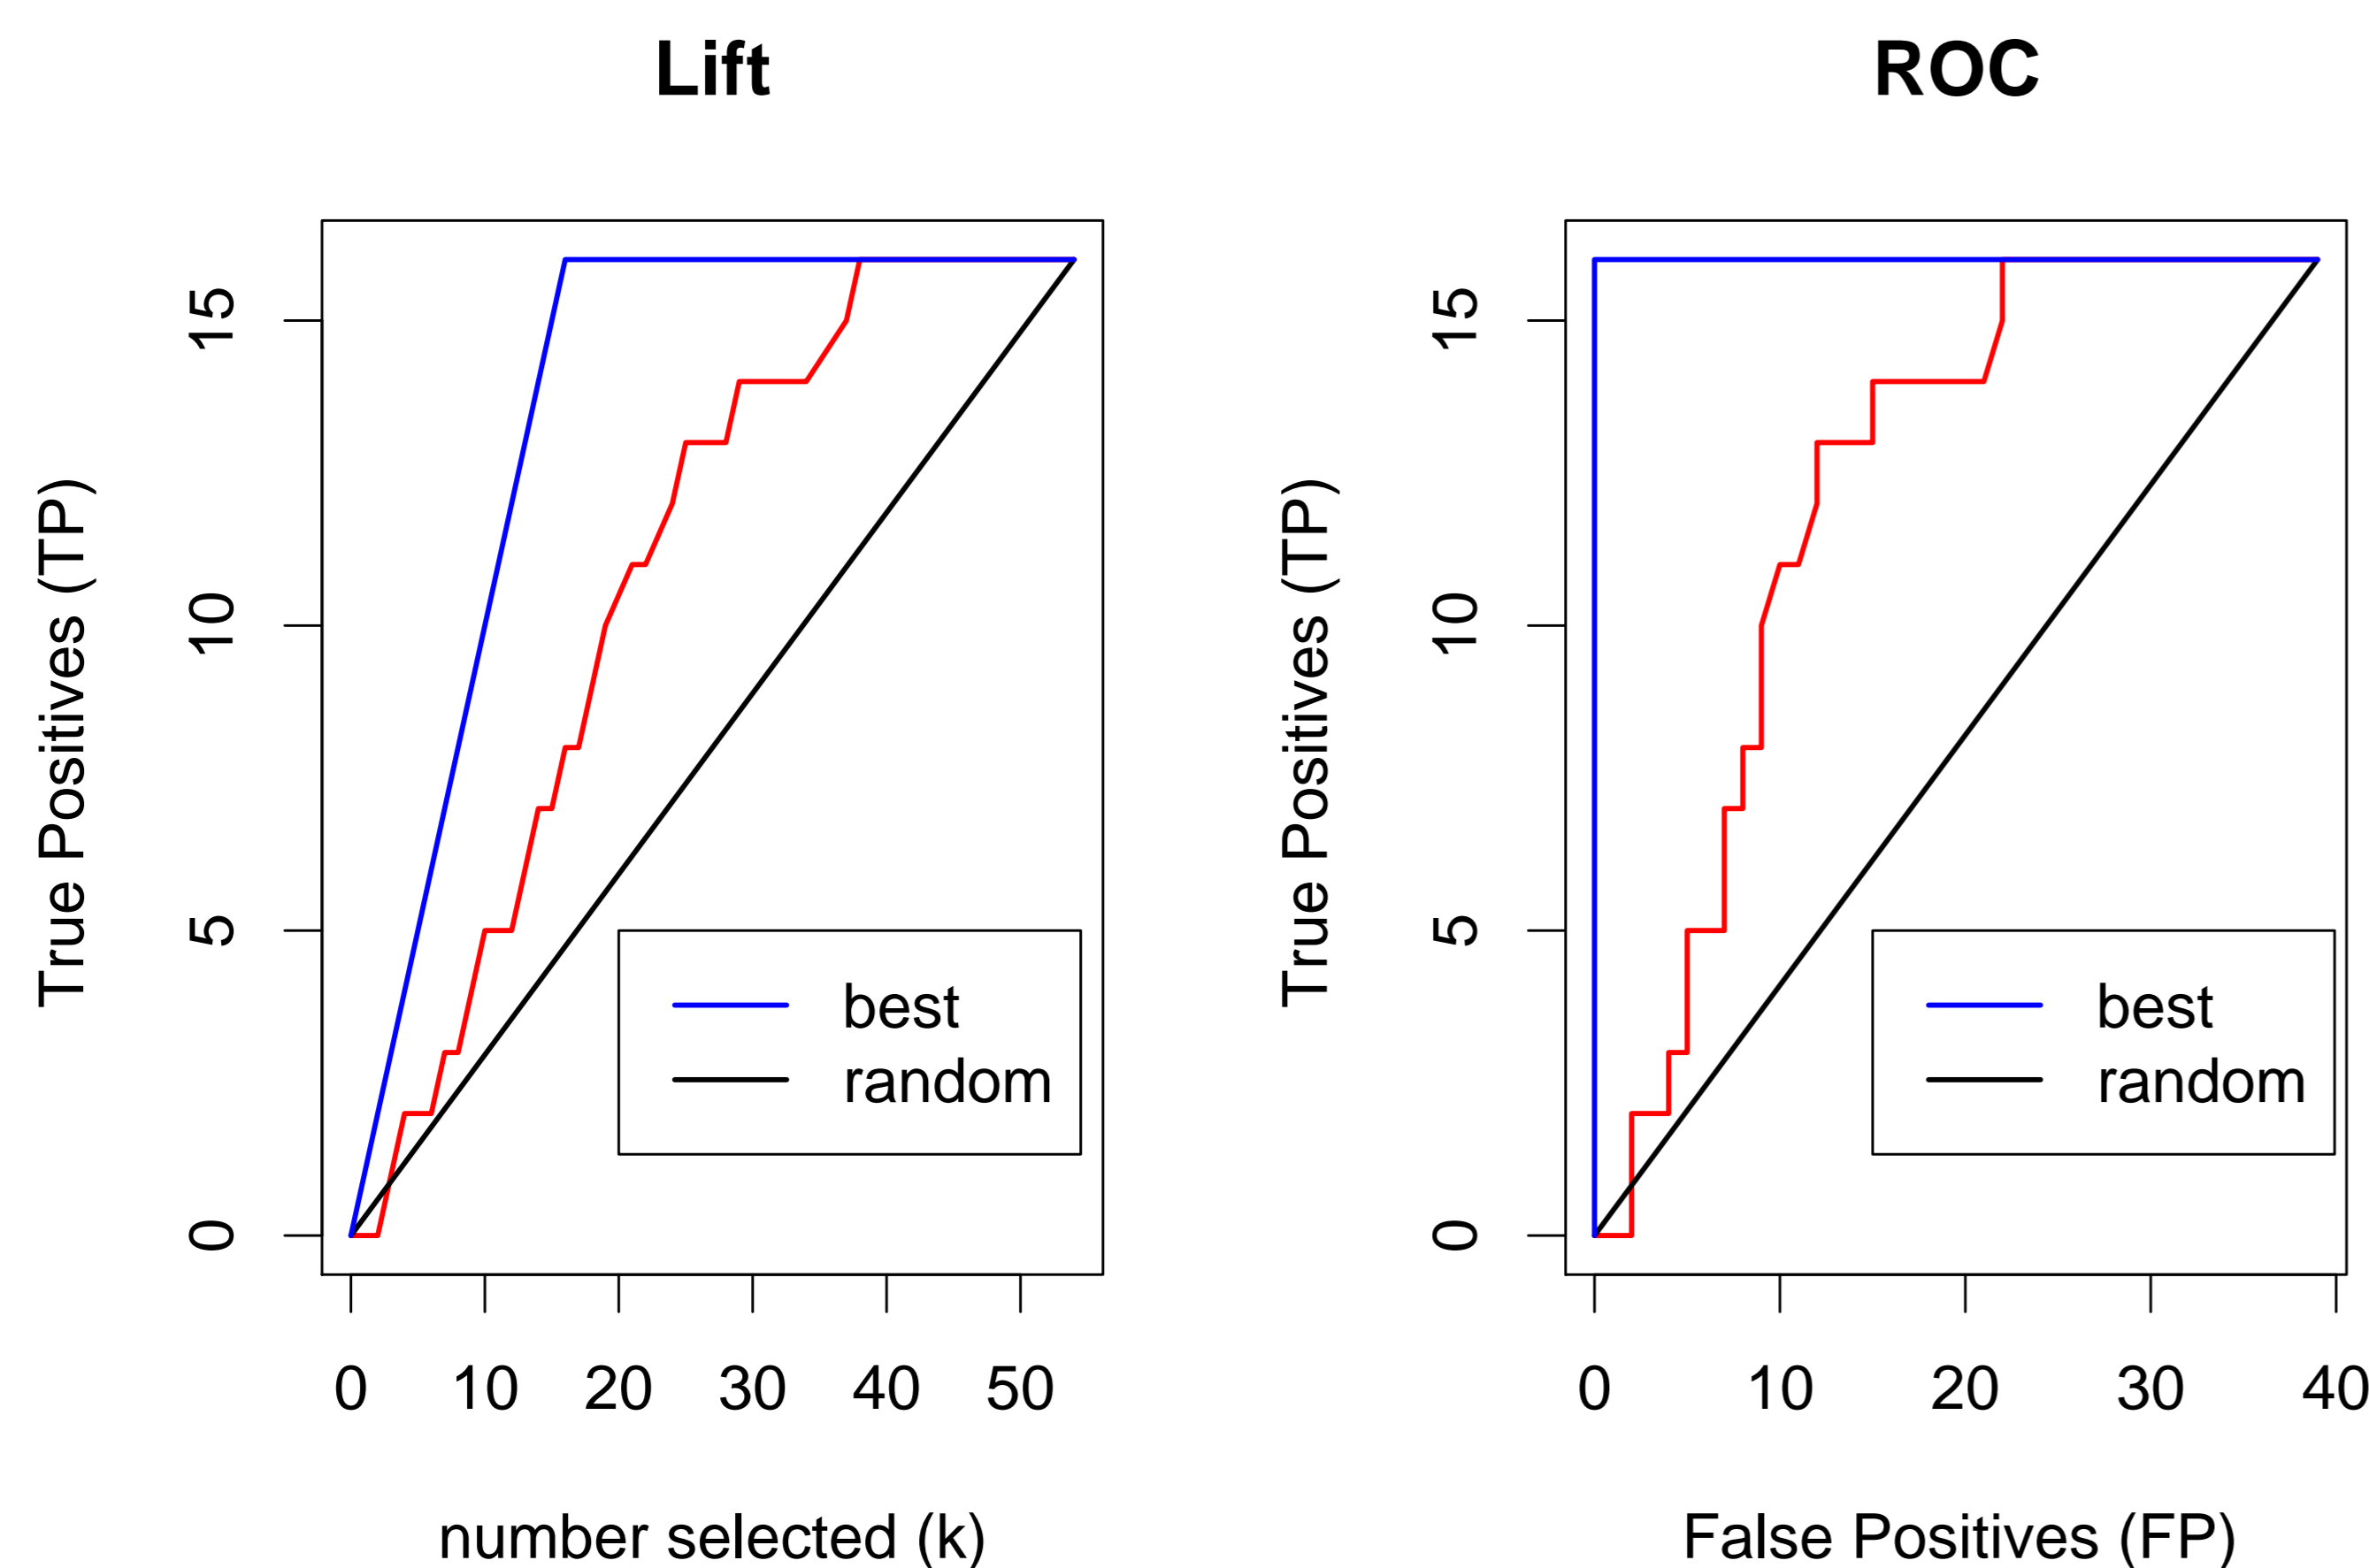 Lift
True Positives (TP)
15
10
5
0
best
random
0 10 20 30 40 50
number selected (k)
ROC
True Positives (TP)
15
10
5
0
best
random
0 10 20 30 40
False Positives (FP)